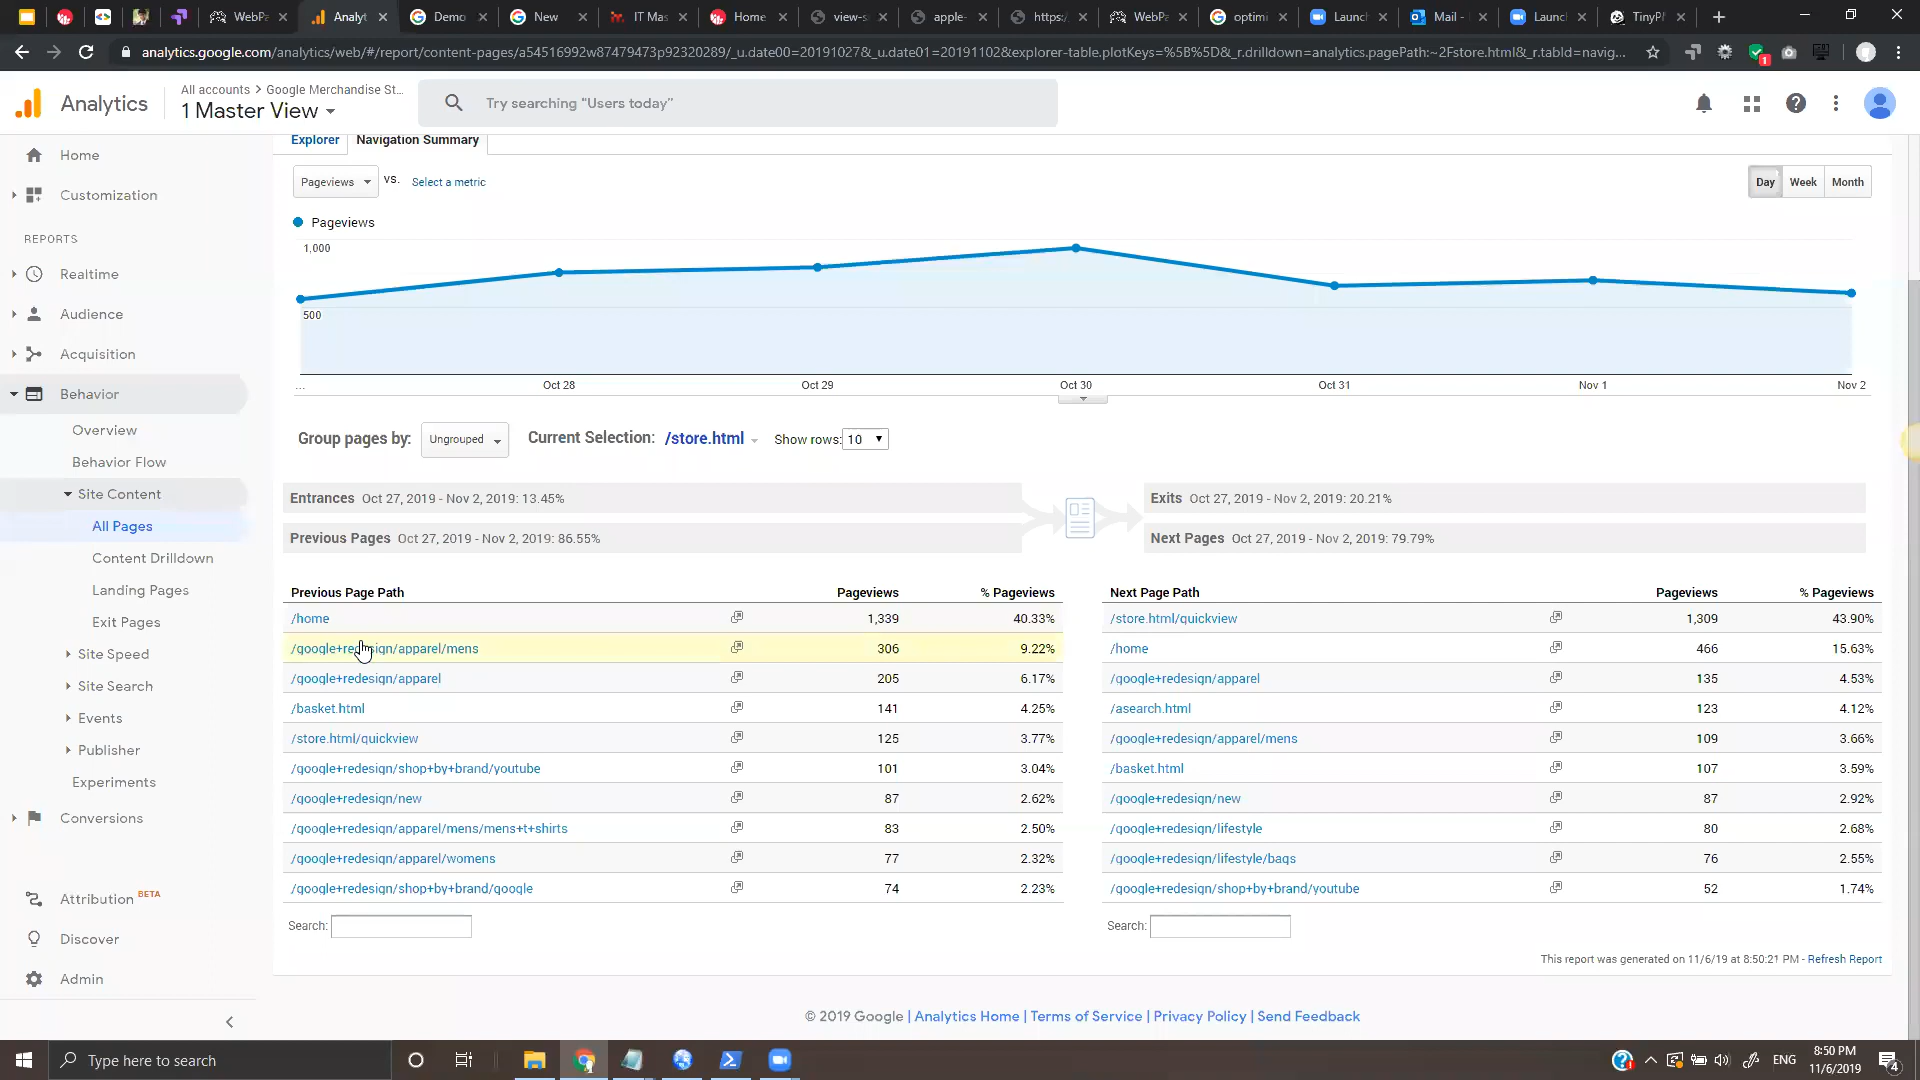 WebPa
Analyt
Demo
New
IT Mas
Home
view-s
apple-
https:/
WebPa
optimi
Launch
Mail -
Launch
TinyPN
analytics.google.com/analytics/web/#/report/content-pages/a54516992w87479473p92320289/_u.date00=20191027&_u.date01=20191102&explorer-table.plotKeys=%5B%5D&_r.drilldown=analytics.pagePath:~2Fstore.html&_r.tabId=navig...
1
Analytics
All accounts > Google Merchandise St...
1 Master View
Try searching "Users today"
Home
Customization
REPORTS
Realtime
Audience
Acquisition
Behavior
Overview
Behavior Flow
Site Content
All Pages
Content Drilldown
Landing Pages
Exit Pages
Site Speed
Site Search
Events
Publisher
Experiments
Conversions
Attribution BETA
Discover
Admin
Explorer
Navigation Summary
Pageviews
vs.
Select a metric
Day
Week
Month
Pageviews
1,000
500
...
Oct 28
Oct 29
Oct 30
Oct 31
Nov 1
Nov 2
Group pages by:
Ungrouped
Current Selection:
/store.html
Show rows:
10
Entrances Oct 27, 2019 - Nov 2, 2019: 13.45%
Previous Pages Oct 27, 2019 - Nov 2, 2019: 86.55%
Exits Oct 27, 2019 - Nov 2, 2019: 20.21%
Next Pages Oct 27, 2019 - Nov 2, 2019: 79.79%
Previous Page Path Pageviews % Pageviews
/home 1,339 40.33%
/google+redesign/apparel/mens 306 9.22%
/google+redesign/apparel 205 6.17%
/basket.html 141 4.25%
/store.html/quickview 125 3.77%
/google+redesign/shop+by+brand/youtube 101 3.04%
/google+redesign/new 87 2.62%
/google+redesign/apparel/mens/mens+t+shirts 83 2.50%
/google+redesign/apparel/womens 77 2.32%
/google+redesign/shop+by+brand/google 74 2.23%
Search:
Next Page Path Pageviews % Pageviews
/store.html/quickview 1,309 43.90%
/home 466 15.63%
/google+redesign/apparel 135 4.53%
/asearch.html 123 4.12%
/google+redesign/apparel/mens 109 3.66%
/basket.html 107 3.59%
/google+redesign/new 87 2.92%
/google+redesign/lifestyle 80 2.68%
/google+redesign/lifestyle/bags 76 2.55%
/google+redesign/shop+by+brand/youtube 52 1.74%
Search:
This report was generated on 11/6/19 at 8:50:21 PM - Refresh Report
© 2019 Google | Analytics Home | Terms of Service | Privacy Policy | Send Feedback
Type here to search
ENG
8:50 PM
11/6/2019
4